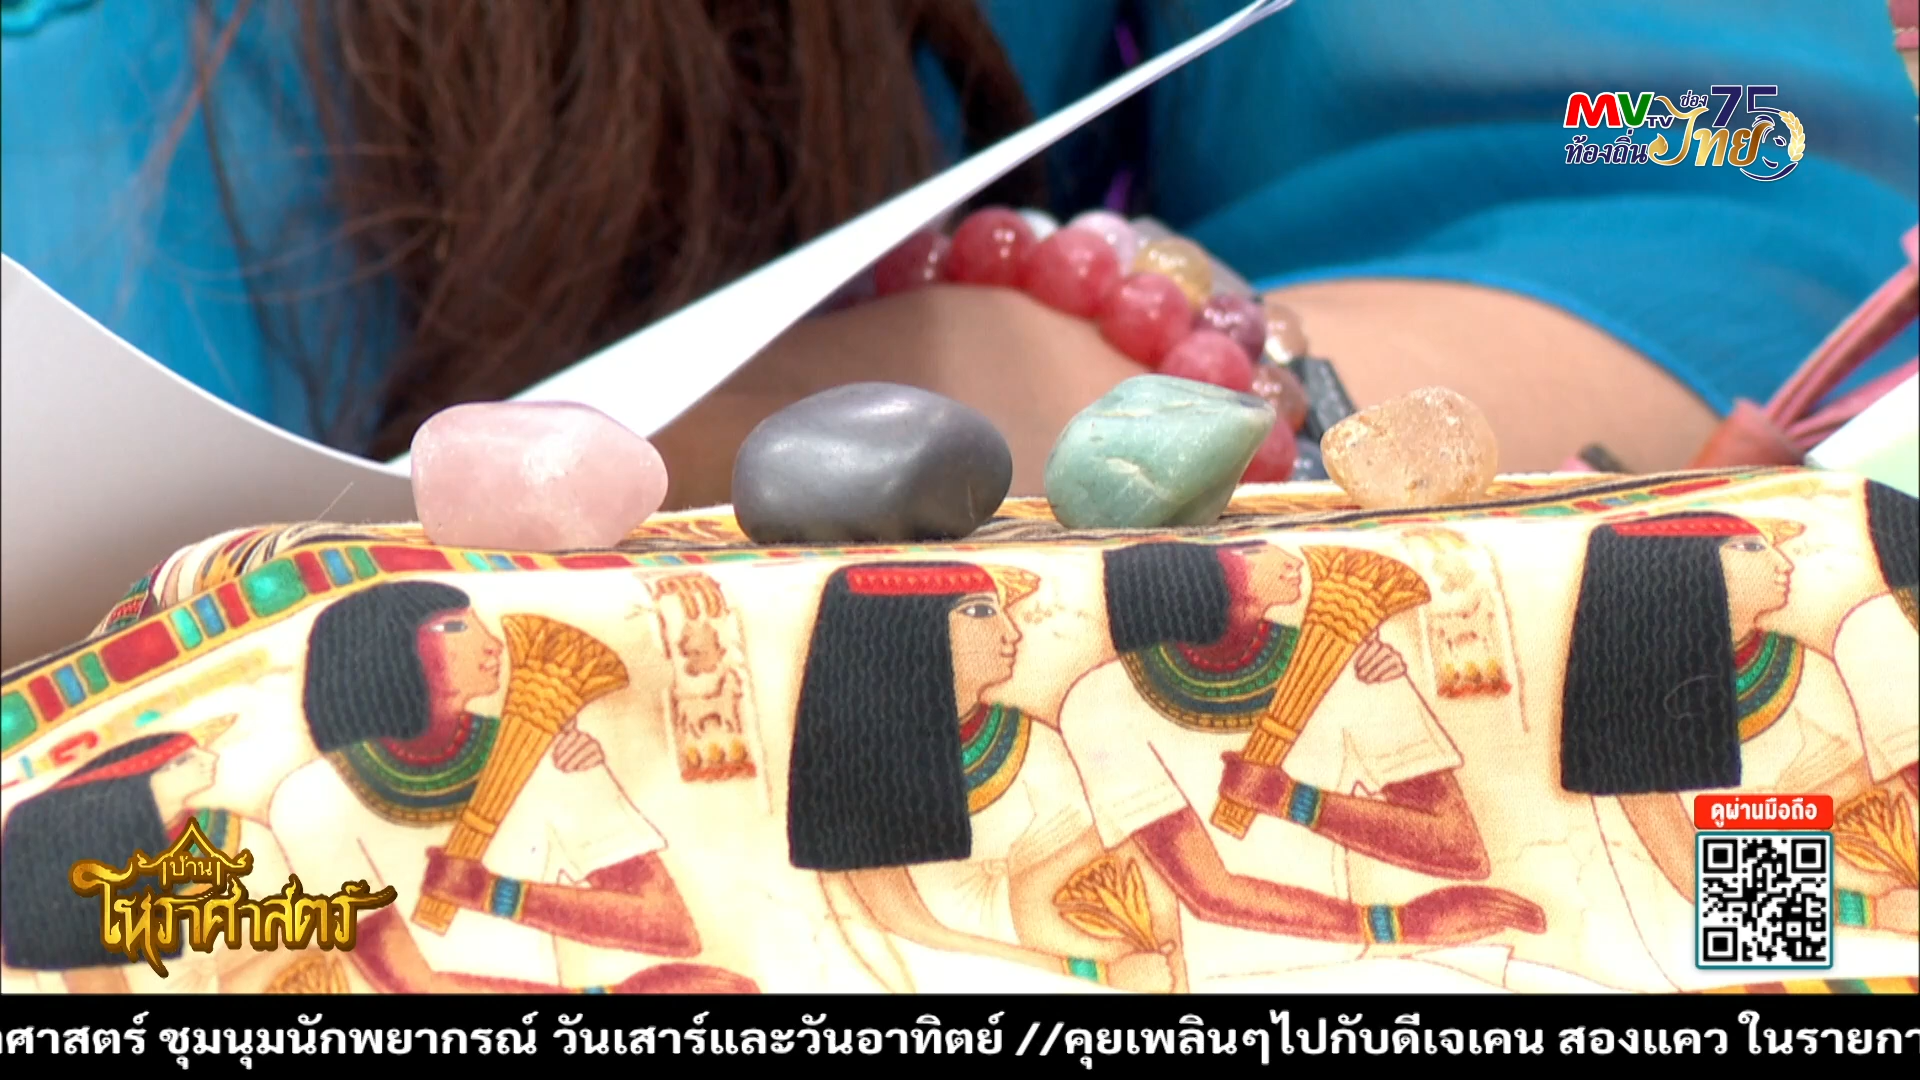 MVTV ช่อง 75
ท้องถิ่นไทย
ดูผ่านมือถือ
บ้าน
โหราศาสตร์
าศาสตร์ ชุมนุมนักพยากรณ์ วันเสาร์และวันอาทิตย์ //คุยเพลินๆไปกับดีเจเคน สองแคว ในรายกา